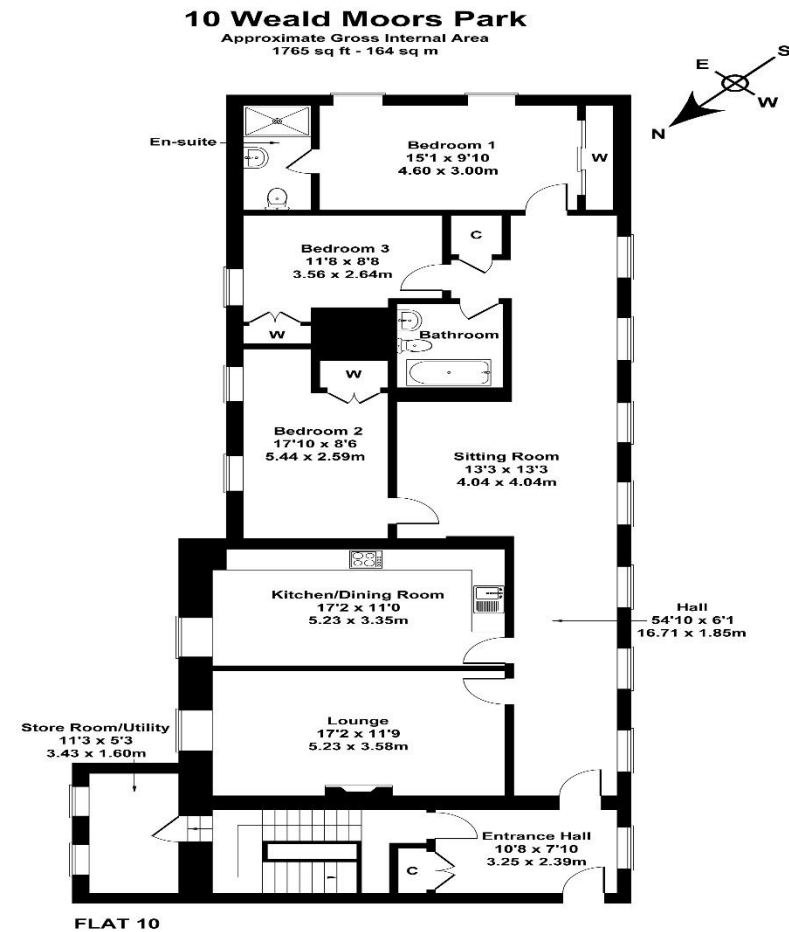 10 Weald Moors Park
Approximate Gross Internal Area
1765 sq ft - 164 sq m
S
E
W
N
En-suite
Bedroom 1
15'1 x 9'10
4.60 x 3.00m
W
C
Bedroom 3
11'8 x 8'8
3.56 x 2.64m
W
Bathroom
W
Bedroom 2
17'10 x 8'6
5.44 x 2.59m
Sitting Room
13'3 x 13'3
4.04 x 4.04m
Kitchen/Dining Room
17'2 x 11'0
5.23 x 3.35m
Hall
54'10 x 6'1
16.71 x 1.85m
Lounge
17'2 x 11'9
5.23 x 3.58m
Store Room/Utility
11'3 x 5'3
3.43 x 1.60m
Entrance Hall
10'8 x 7'10
3.25 x 2.39m
C
FLAT 10